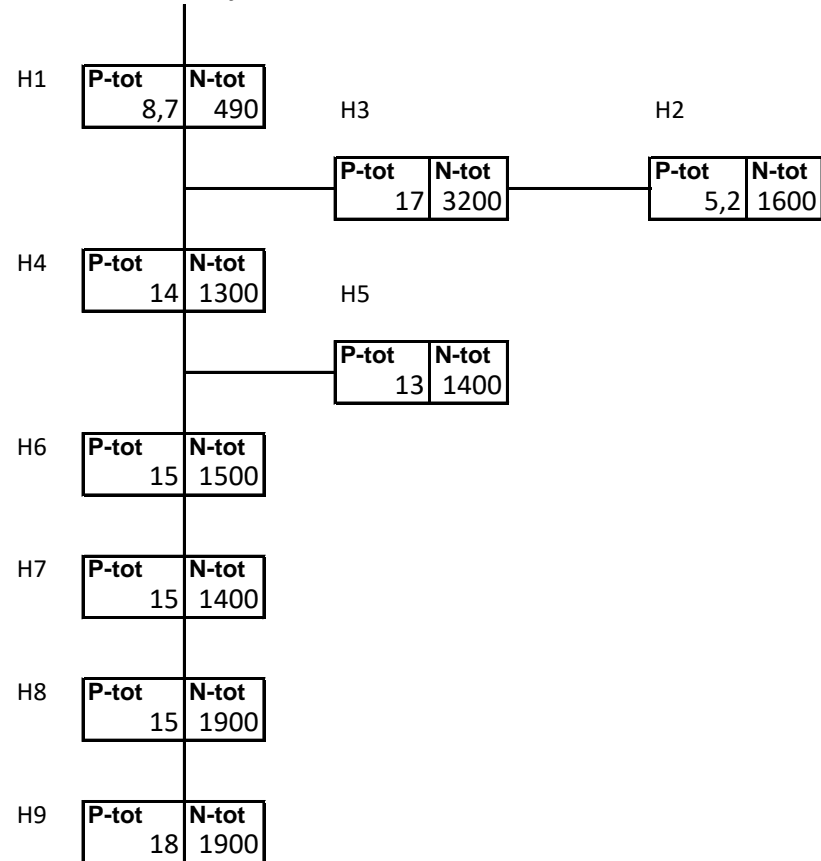 H1
P-tot N-tot
8,7 490
H3 H2
P-tot N-tot P-tot N-tot
17 3200 5,2 1600
H4 P-tot N-tot
14 1300
H5
P-tot N-tot
13 1400
H6 P-tot N-tot
15 1500
H7 P-tot N-tot
15 1400
H8 P-tot N-tot
15 1900
H9 P-tot N-tot
18 1900